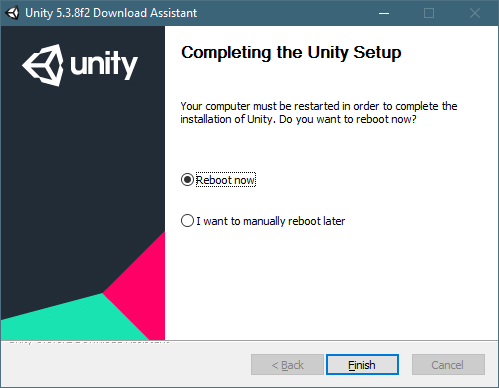 Unity 5.3.8f2 Download Assistant
unity
Completing the Unity Setup
Your computer must be restarted in order to complete the
installation of Unity. Do you want to reboot now?
Reboot now
I want to manually reboot later
< Back
Finish
Cancel